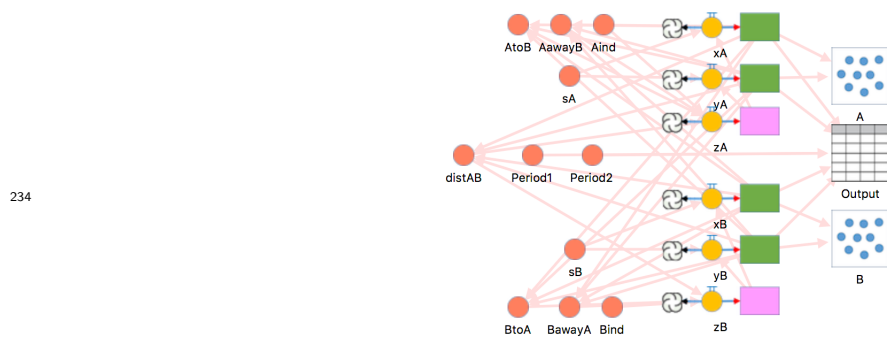 AtoB AawayB Aind
xA
sA
yA
A
zA
distAB Period1 Period2
234
Output
xB
sB
yB
B
BtoA BawayA Bind
zB